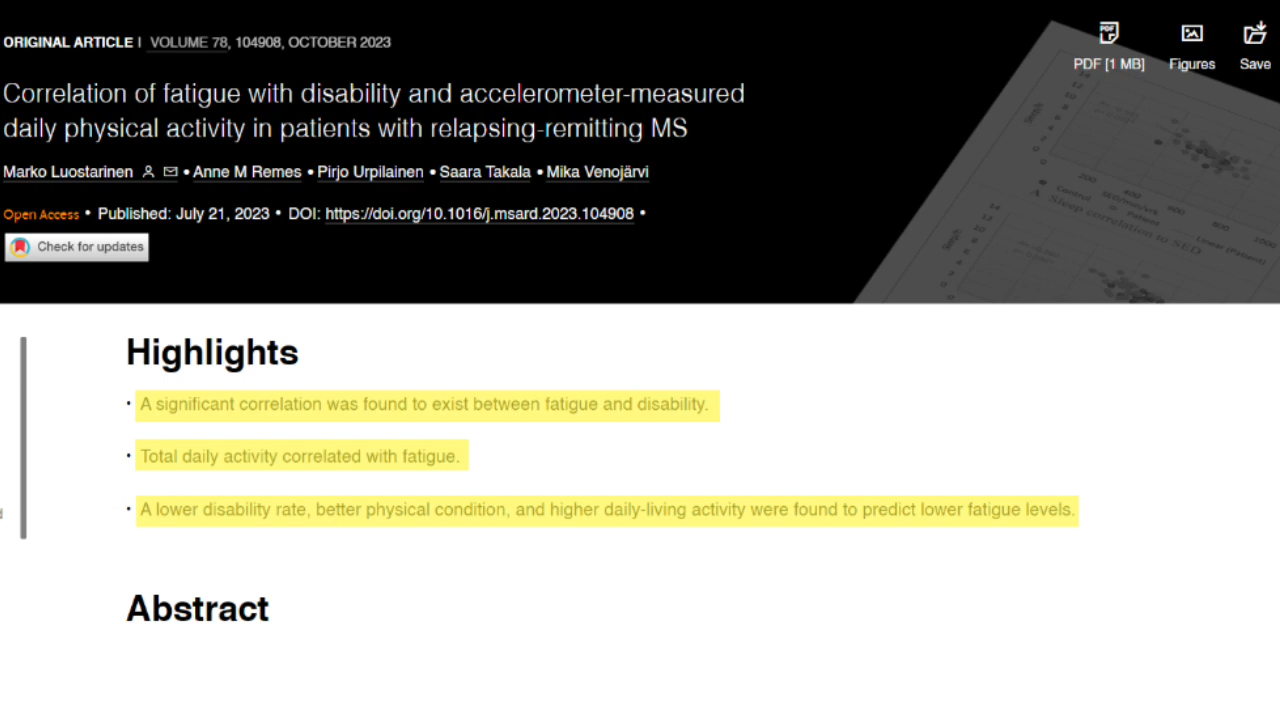 ORIGINAL ARTICLE | VOLUME 78, 104908, OCTOBER 2023
PDF [1 MB]
Figures
Save
Correlation of fatigue with disability and accelerometer-measured
daily physical activity in patients with relapsing-remitting MS
Marko Luostarinen • Anne M Remes • Pirjo Urpilainen • Saara Takala • Mika Venojärvi
Open Access • Published: July 21, 2023 • DOI: https://doi.org/10.1016/j.msard.2023.104908 •
Check for updates
Highlights
• A significant correlation was found to exist between fatigue and disability.
• Total daily activity correlated with fatigue.
• A lower disability rate, better physical condition, and higher daily-living activity were found to predict lower fatigue levels.
Abstract